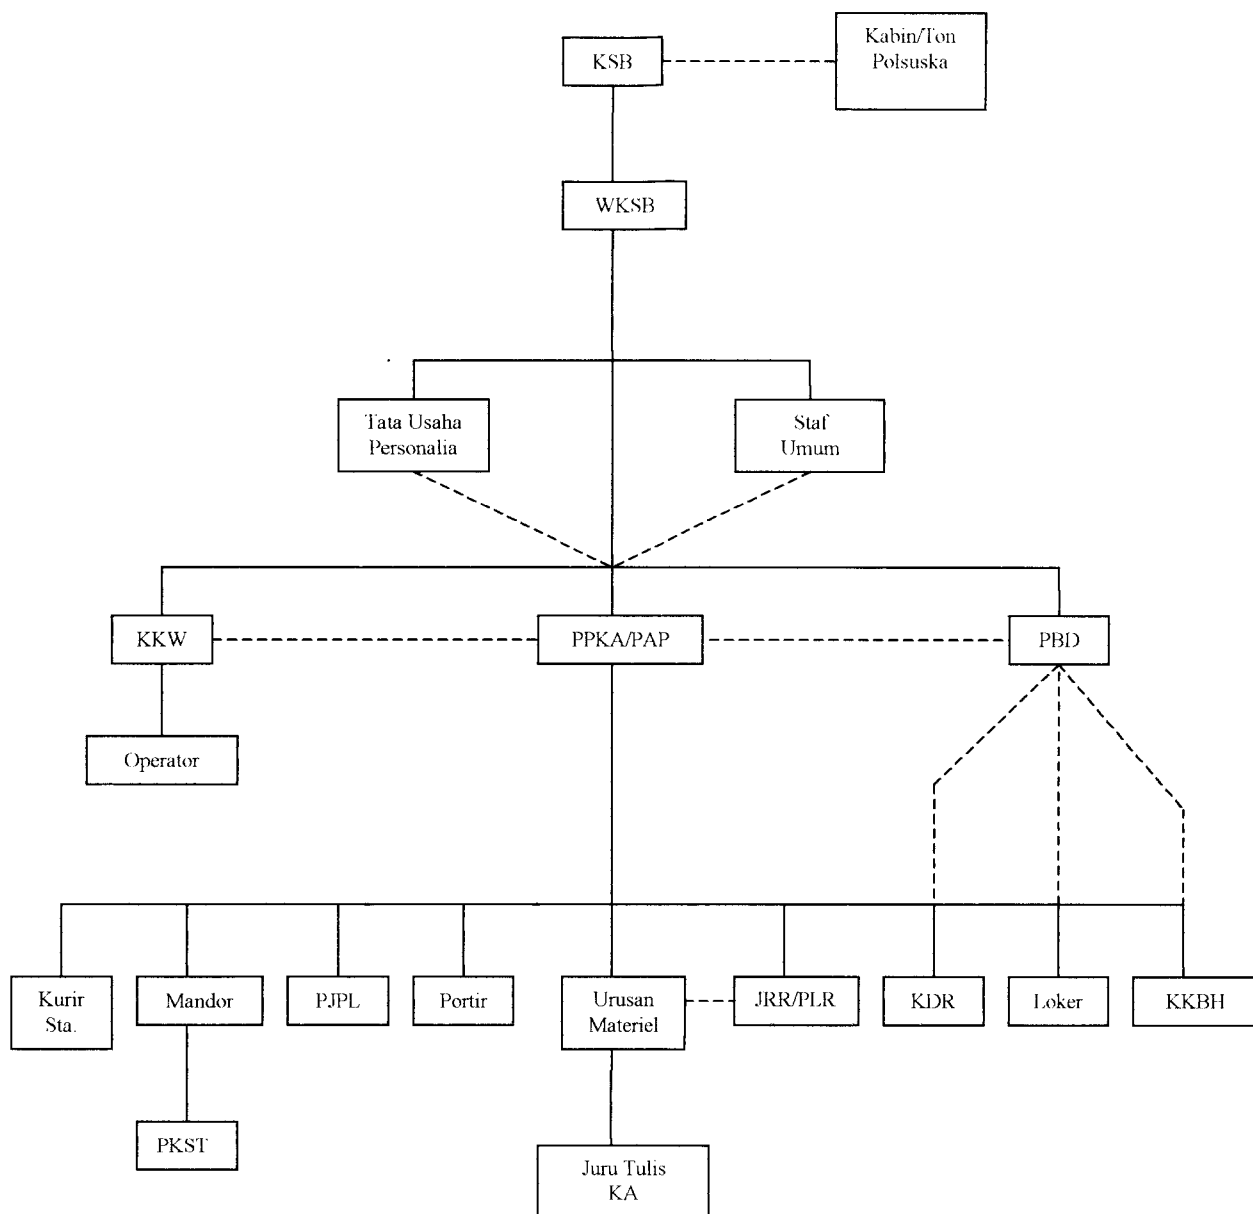 KSB
Kabin/Ton
Polsuska
WKSB
Tata Usaha
Personalia
Staf
Umum
KKW
PPKA/PAP
PBD
Operator
Kurir
Sta.
Mandor
PJPL
Portir
Urusan
Materiel
JRR/PLR
KDR
Loker
KKBH
PKST
Juru Tulis
KA